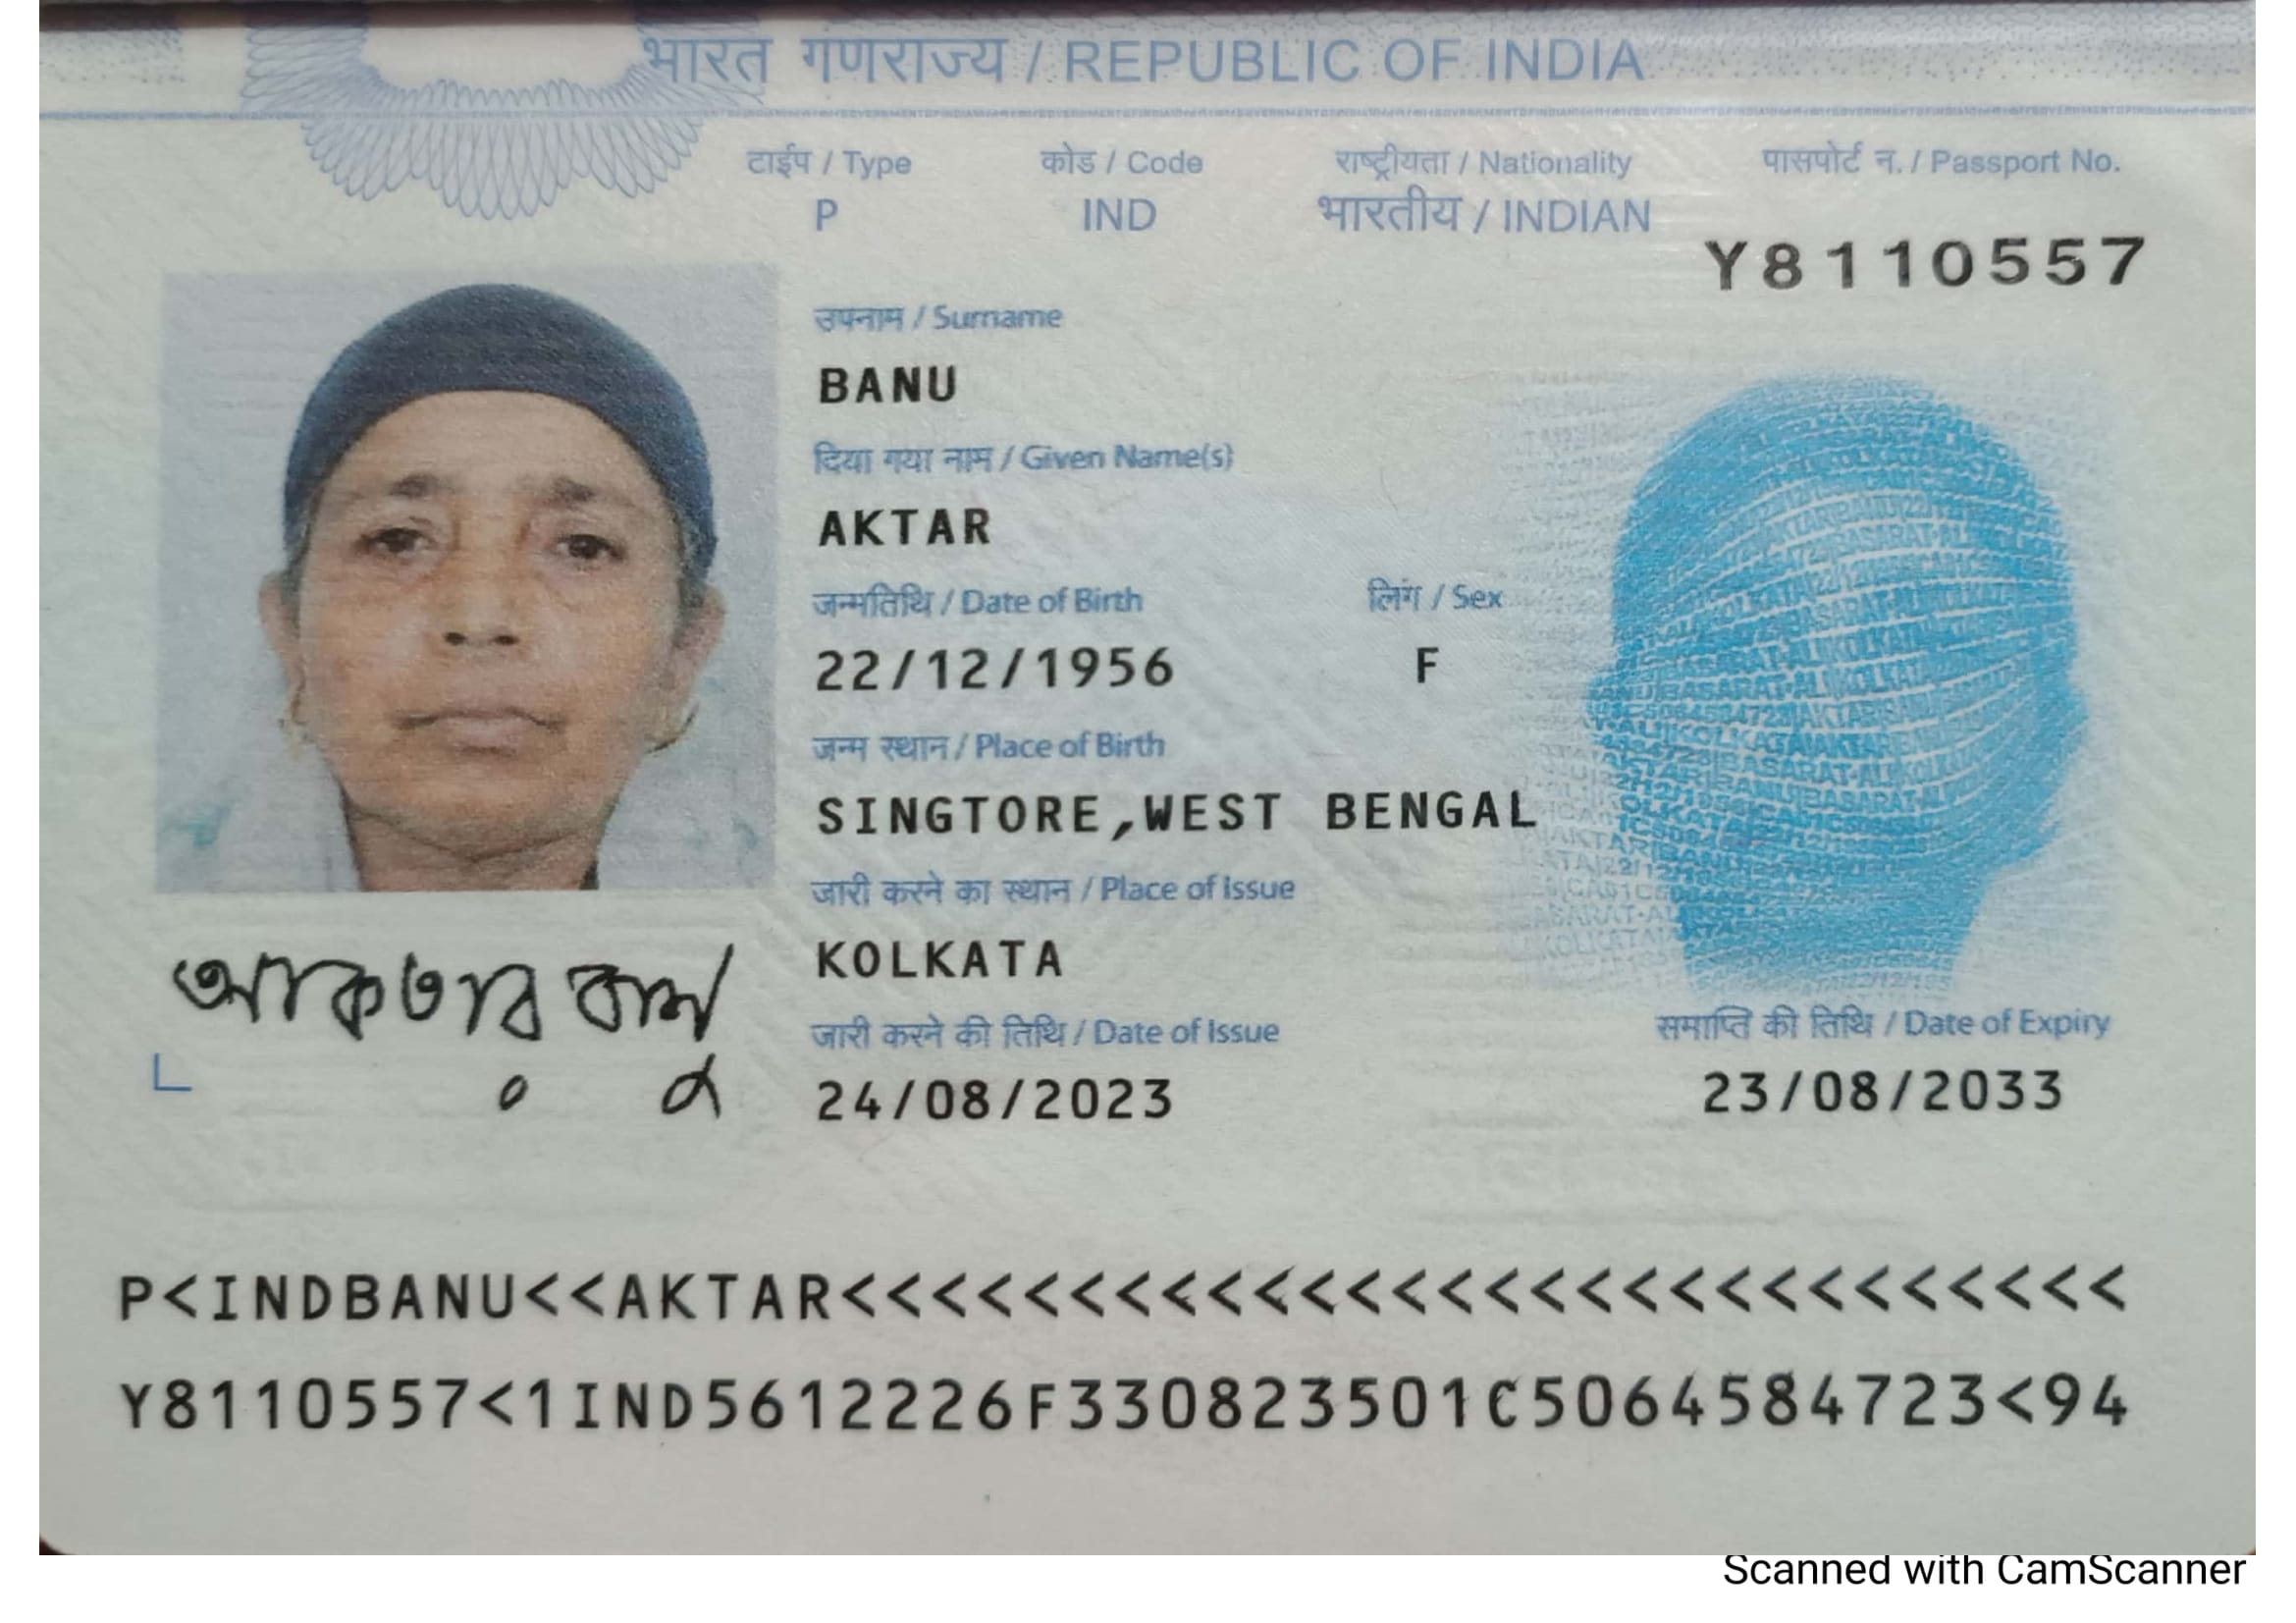 भारत गणराज्य / REPUBLIC OF INDIA
टाईप / Type कोड / Code राष्ट्रीयता / Nationality पासपोर्ट न. / Passport No.
P IND भारतीय / INDIAN Y8110557
उपनाम / Surname
BANU
दिया गया नाम / Given Name(s)
AKTAR
जन्मतिथि / Date of Birth लिंग / Sex
22/12/1956 F
जन्म स्थान / Place of Birth
SINGTORE,WEST BENGAL
जारी करने का स्थान / Place of Issue
KOLKATA
आকতার বানু
जारी करने की तिथि / Date of Issue समाप्ति की तिथि / Date of Expiry
24/08/2023 23/08/2033
P<INDBANU<<AKTAR<<<<<<<<<<<<<<<<<<<<<<<<<<<<
Y8110557<1IND5612226F330823501C5064584723<94
Scanned with CamScanner